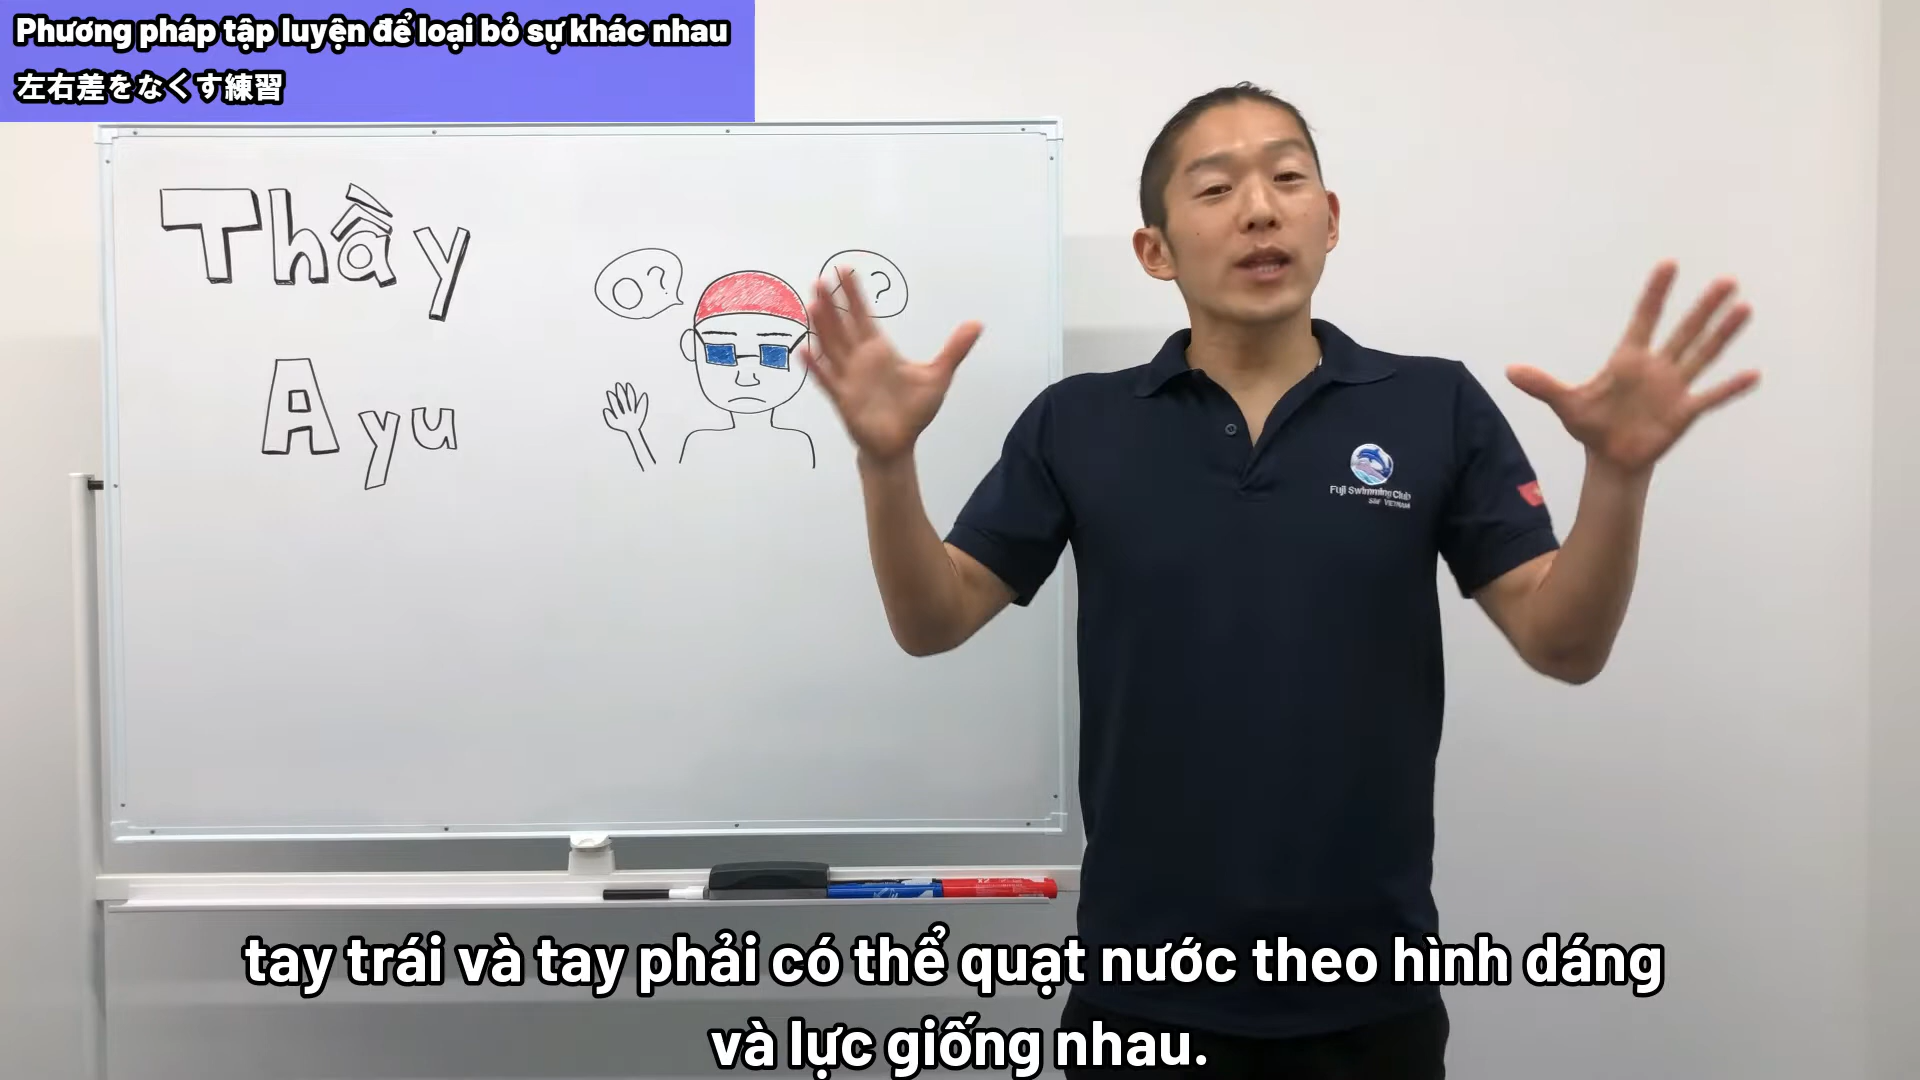 Phương pháp tập luyện để loại bỏ sự khác nhau
左右差をなくす練習
Thầy
Ayu
O?
X?
Fuji Swimming Club
SBF VIETNAM
tay trái và tay phải có thể quạt nước theo hình dáng
và lực giống nhau.